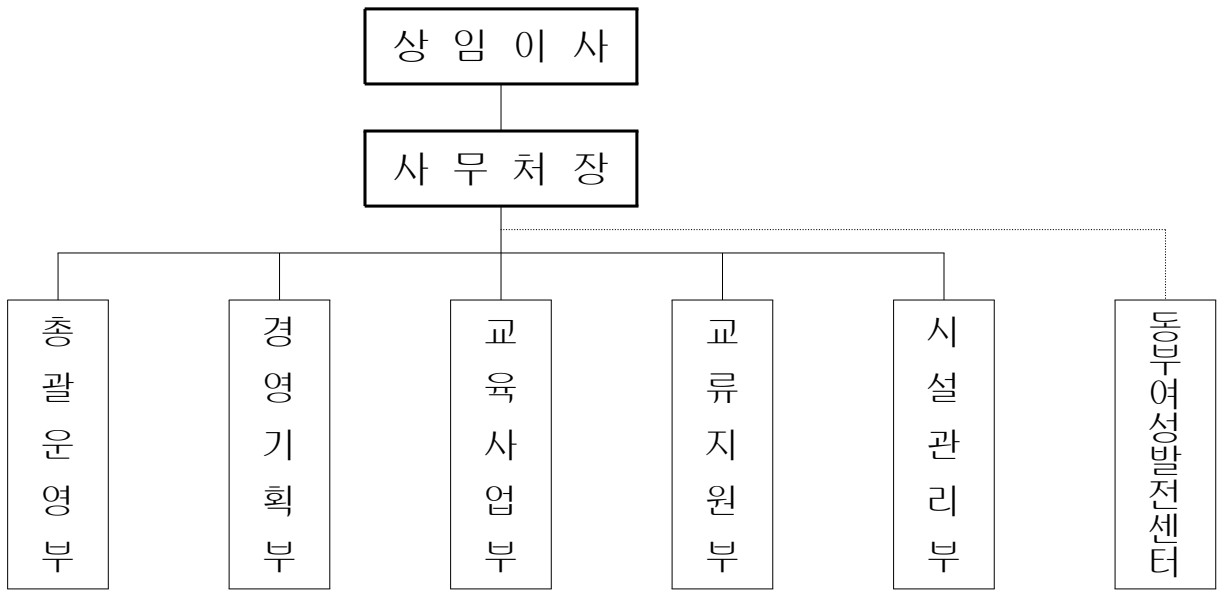 상임이사
사무처장
총괄운영부
경영기획부
교육사업부
교류지원부
시설관리부
동부여성발전센터